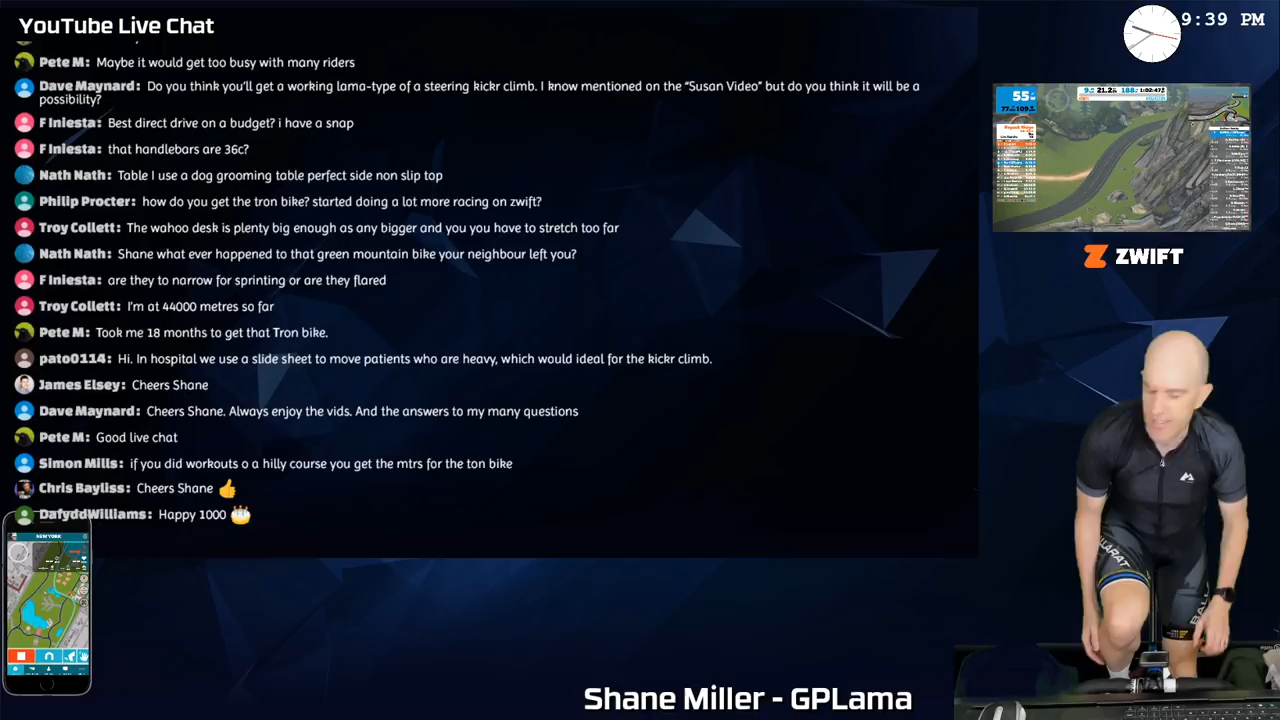 YouTube Live Chat
Pete M: Maybe it would get too busy with many riders
Dave Maynard: Do you think you'll get a working lama-type of a steering kickr climb. I know mentioned on the “Susan Video” but do you think it will be a
possibility?
F Iniesta: Best direct drive on a budget? i have snap
F Iniesta: that handlebars are 36c?
Nath Nath: Table I use a dog grooming table perfect side non slip top
Philip Procter: how do you get the tron bike, started doing a lot more racing on zwift?
Troy Collett: The wahoo desk is plenty big enough as any bigger and you you have to st etch too far
Nath Nath: Shane what ever happened to that green mountain bike your neighbour left you?
F Iniesta: are they to narrow for sprinting or are they flared
Troy Collett: I'm at 44000 metres so far
Pete M: Took me 18 months to get that Tron bike.
pato0114: Hi. In hospital we use a slide sheet to move patients who are heavy, which would ideal for the kickr climb.
James Elsey: Cheers Shane
Dave Maynard: Cheers Shane. Always enjoy the vids. And the answers to my many questions
Pete M: Good live chat
Simon Mills: if you did workouts o a hilly course you get the mtrs for the ton bike
Chris Bayliss: Cheers Shane 👍
DafyddWilliams: Happy 1000 🎂
9:39 PM
55
21.2
188
1:02:47
ZWIFT
NEW YORK
Shane Miller - GPLama